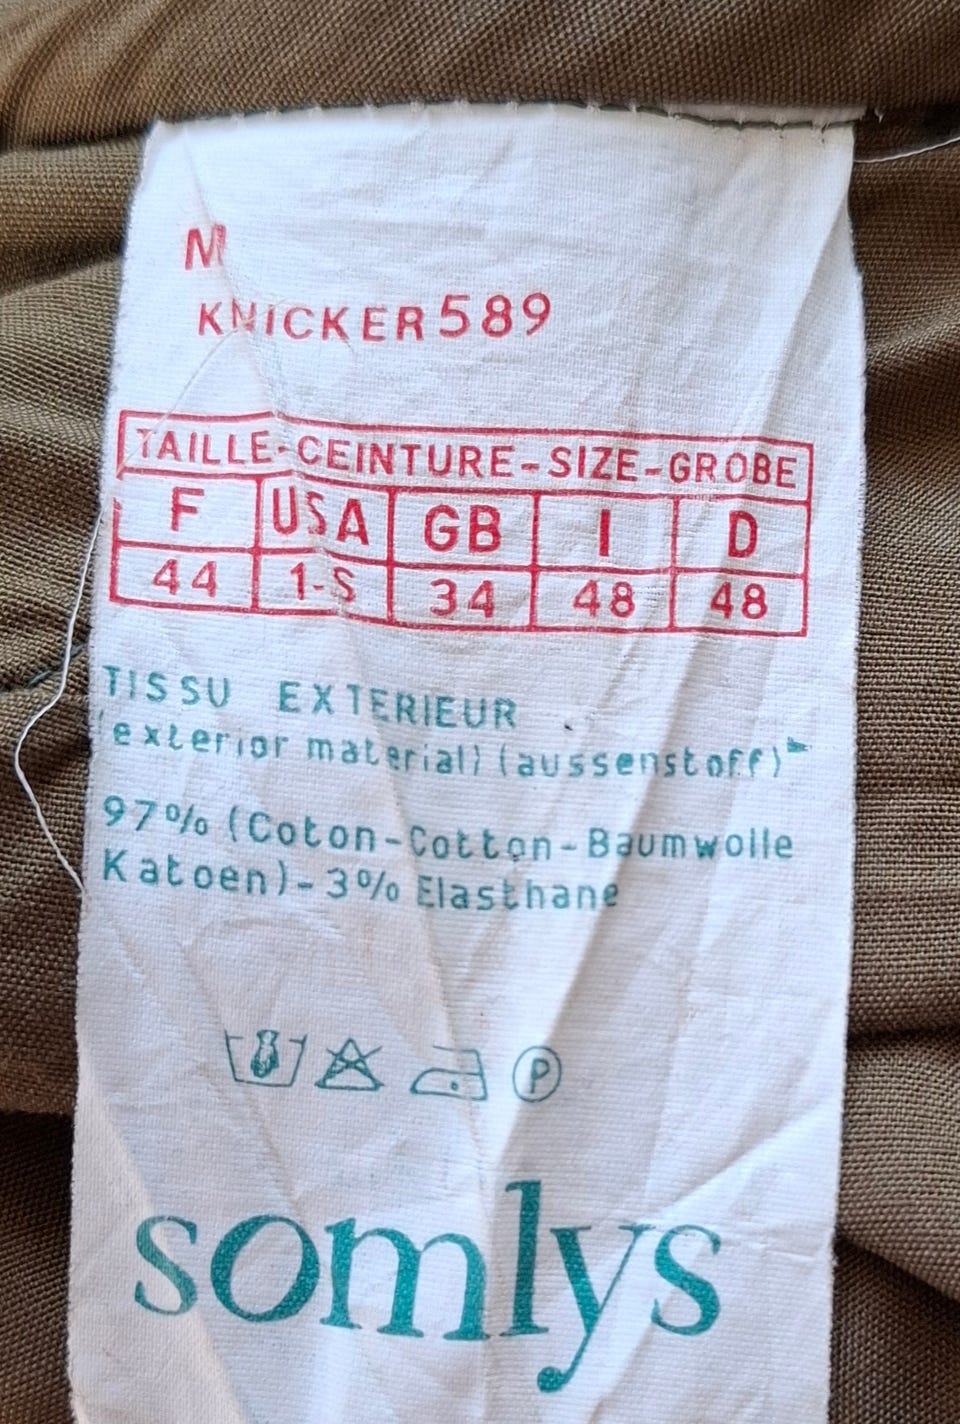 M
KNICKER 589
TAILLE-CEINTURE-SIZE-GROBE
F USA GB I D
44 1-S 34 48 48
TISSU EXTERIEUR
(exterior material) (aussenstoff)
97% (Coton-Cotton-Baumwolle
Katoen)-3% Elasthane
P
somlys